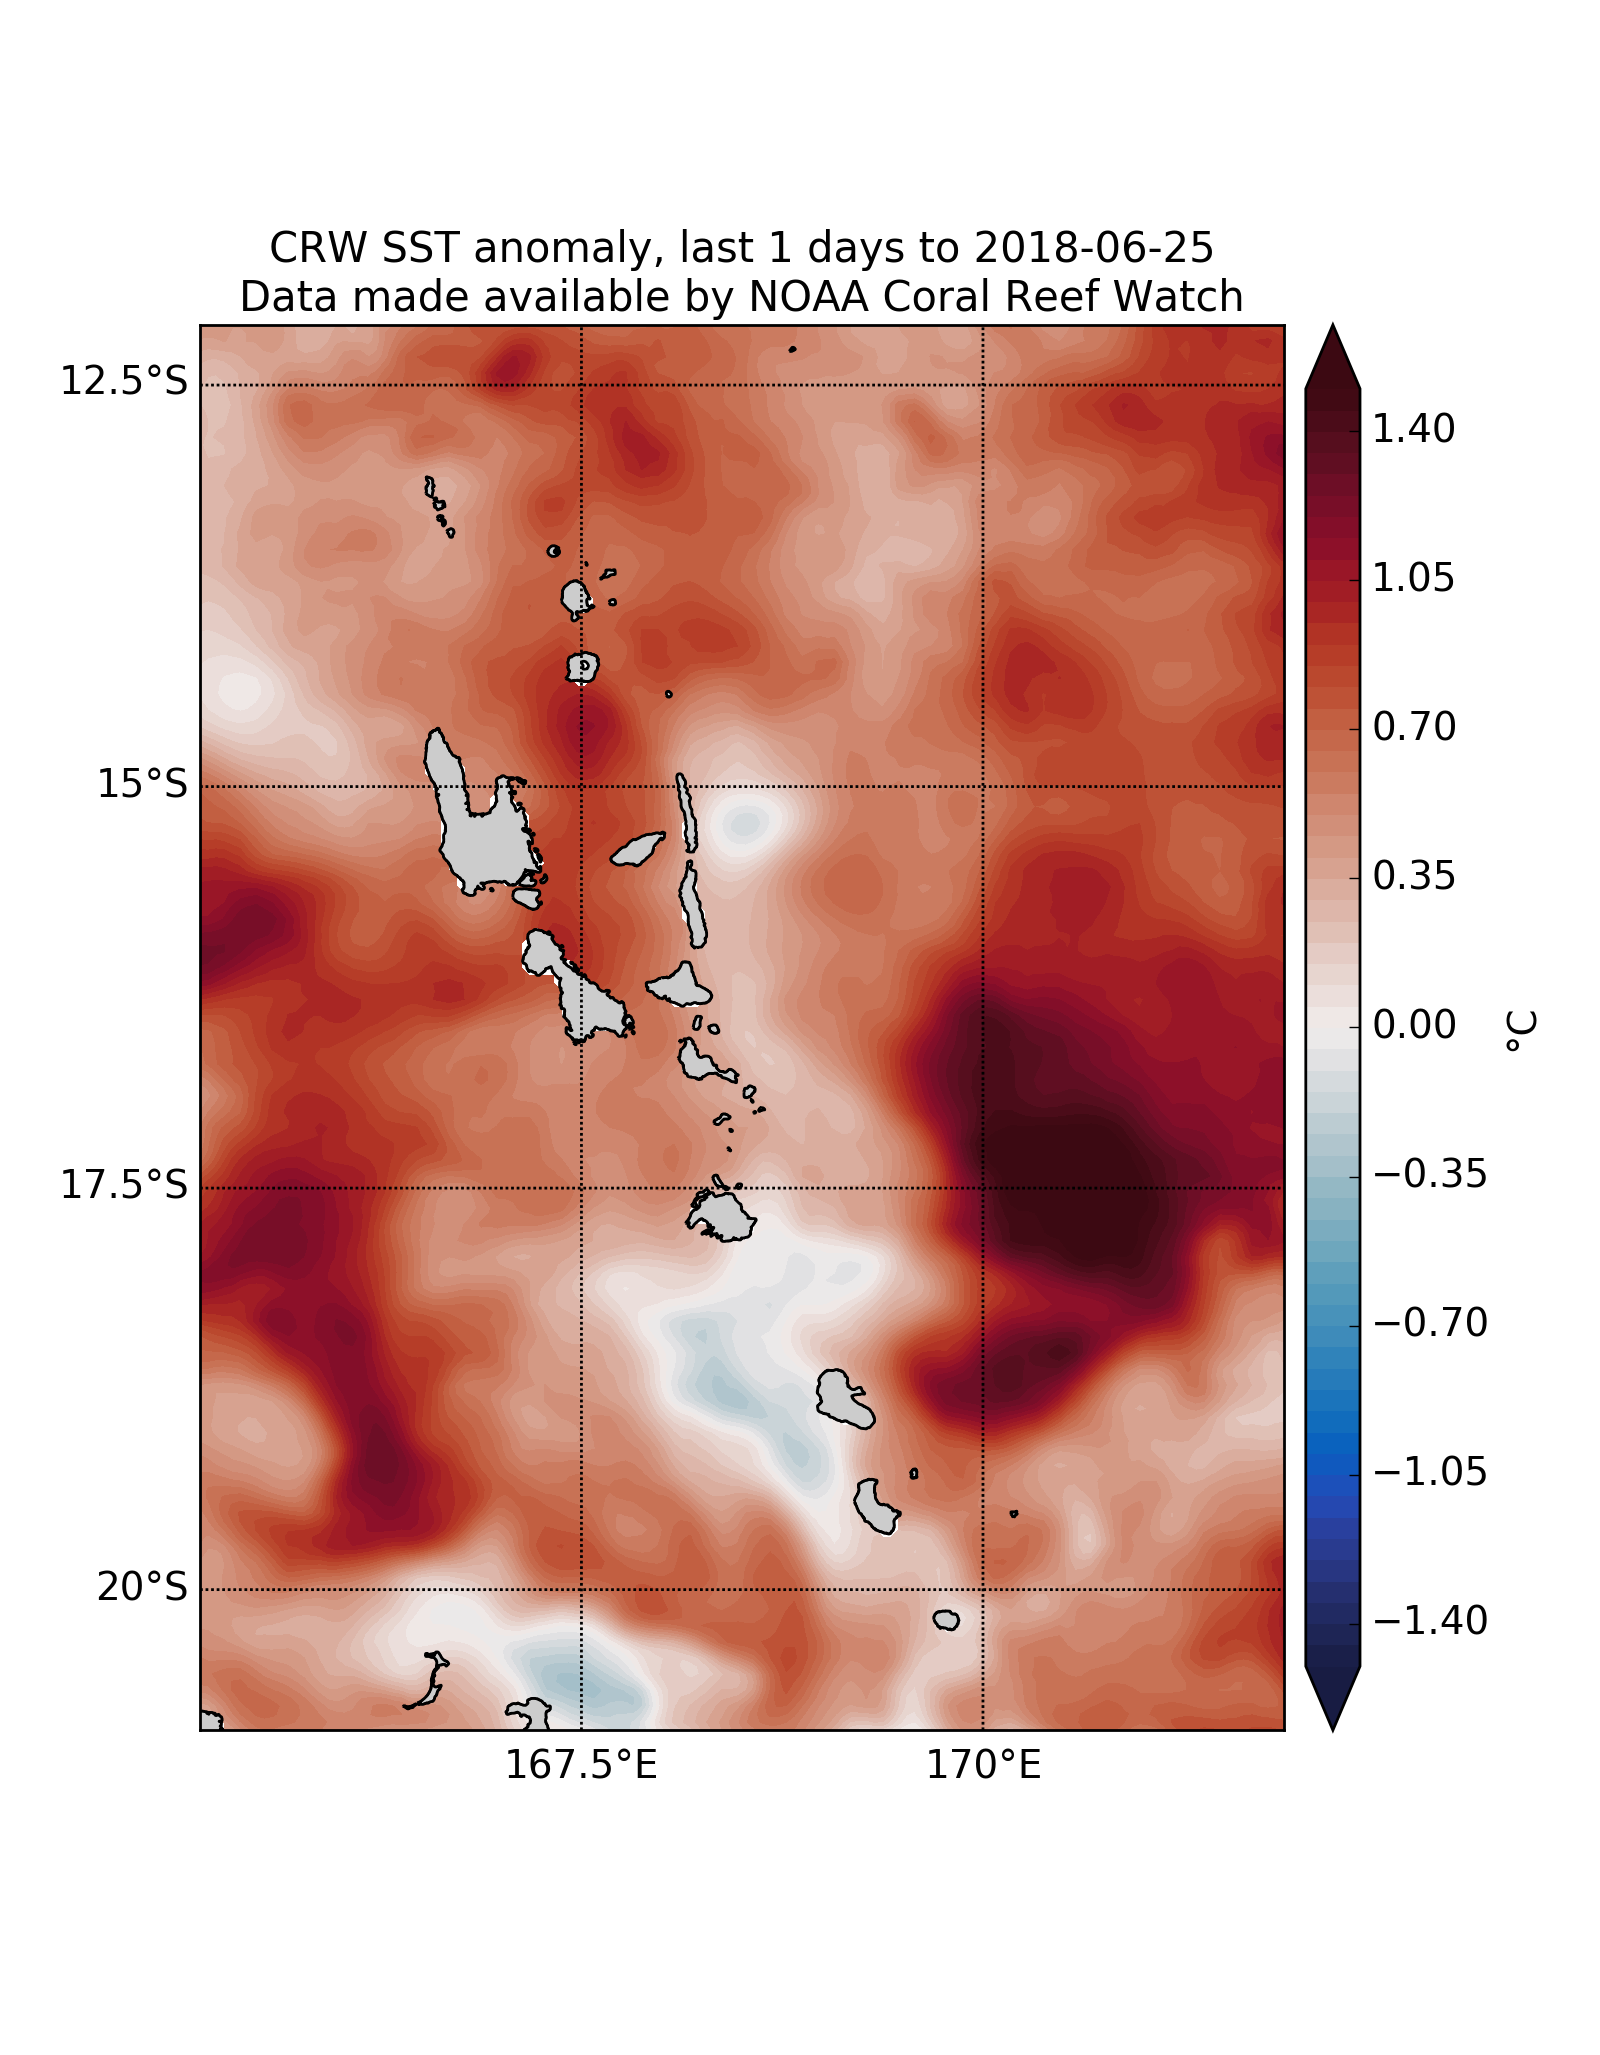 CRW SST anomaly, last 1 days to 2018-06-25
Data made available by NOAA Coral Reef Watch
12.5°S
15°S
17.5°S
20°S
167.5°E
170°E
1.40
1.05
0.70
0.35
0.00
−0.35
−0.70
−1.05
−1.40
°C